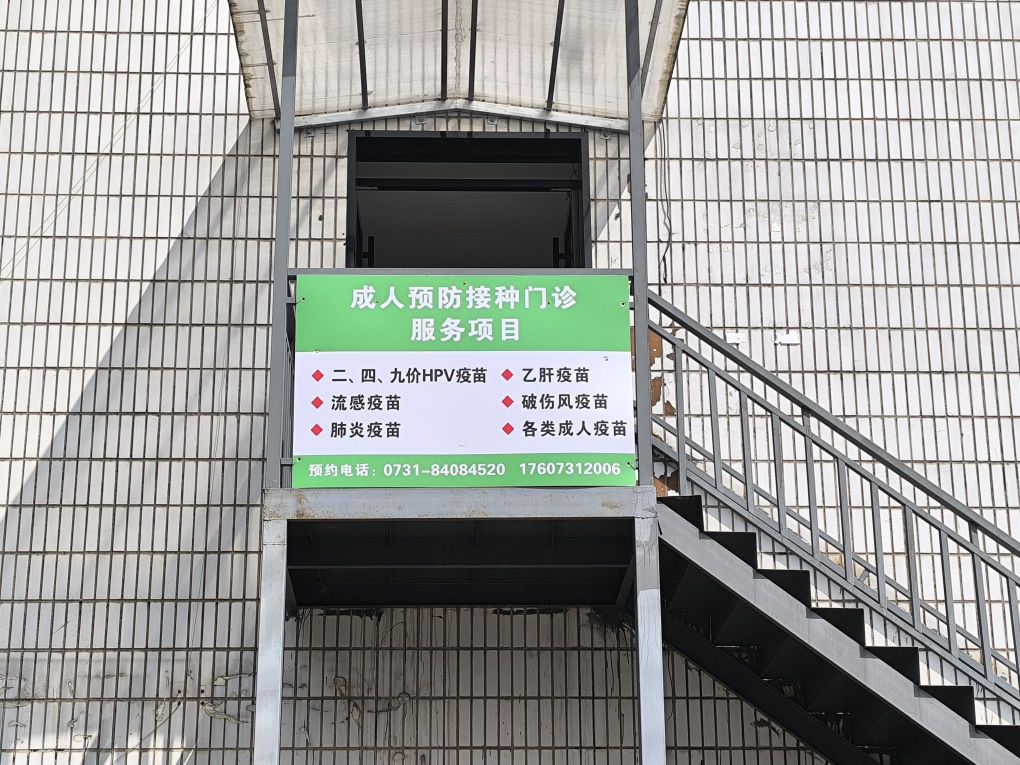 成人预防接种门诊
服务项目
◆ 二、四、九价HPV疫苗 ◆ 乙肝疫苗
◆ 流感疫苗 ◆ 破伤风疫苗
◆ 肺炎疫苗 ◆ 各类成人疫苗
预约电话：0731-84084520 17607312006